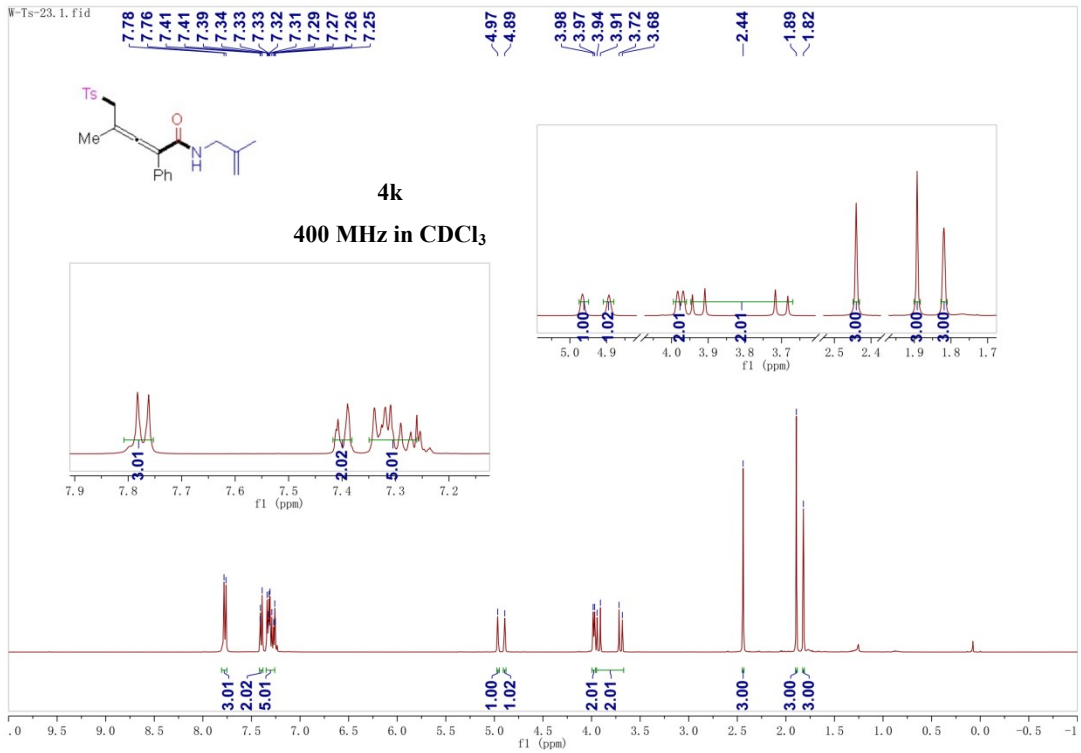 W-Ts-23.1.fid
7.78 7.76 7.41 7.41 7.39 7.34 7.33 7.33 7.32 7.31 7.29 7.27 7.26 7.25 4.97 4.89 3.98 3.97 3.94 3.91 3.72 3.68 2.44 1.89 1.82
Ts
O
Me
N
H
Ph
4k
400 MHz in CDCl₃
1.00 1.02 2.01 2.01 3.00 3.00 3.00
5.0 4.9 4.0 3.9 3.8 3.7 2.5 2.4 1.9 1.8 1.7
f1 (ppm)
3.01 2.02 5.01
7.9 7.8 7.7 7.6 7.5 7.4 7.3 7.2
f1 (ppm)
3.01 2.02 5.01 1.00 1.02 2.01 2.01 3.00 3.00 3.00
.0 9.5 9.0 8.5 8.0 7.5 7.0 6.5 6.0 5.5 5.0 4.5 4.0 3.5 3.0 2.5 2.0 1.5 1.0 0.5 0.0 -0.5 -1
f1 (ppm)